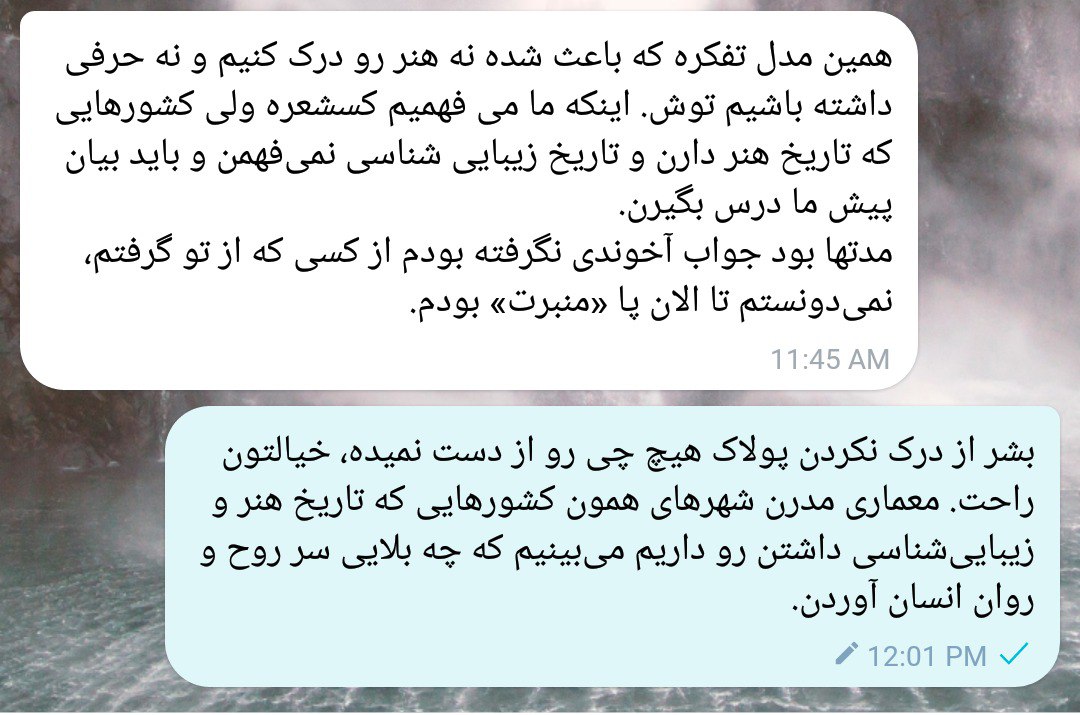 همین مدل تفکره که باعث شده نه هنر رو درک کنیم و نه حرفی
داشته باشیم توش. اینکه ما می فهمیم کسشعره ولی کشورهایی
که تاریخ هنر دارن و تاریخ زیبایی شناسی نمی‌فهمن و باید بیان
پیش ما درس بگیرن.
مدتها بود جواب آخوندی نگرفته بودم از کسی که از تو گرفتم،
نمی‌دونستم تا الان پا «منبرت» بودم.
11:45 AM
بشر از درک نکردن پولاک هیچ چی رو از دست نمیده، خیالتون
راحت. معماری مدرن شهرهای همون کشورهایی که تاریخ هنر و
زیبایی‌شناسی داشتن رو داریم می‌بینیم که چه بلایی سر روح و
روان انسان آوردن.
12:01 PM